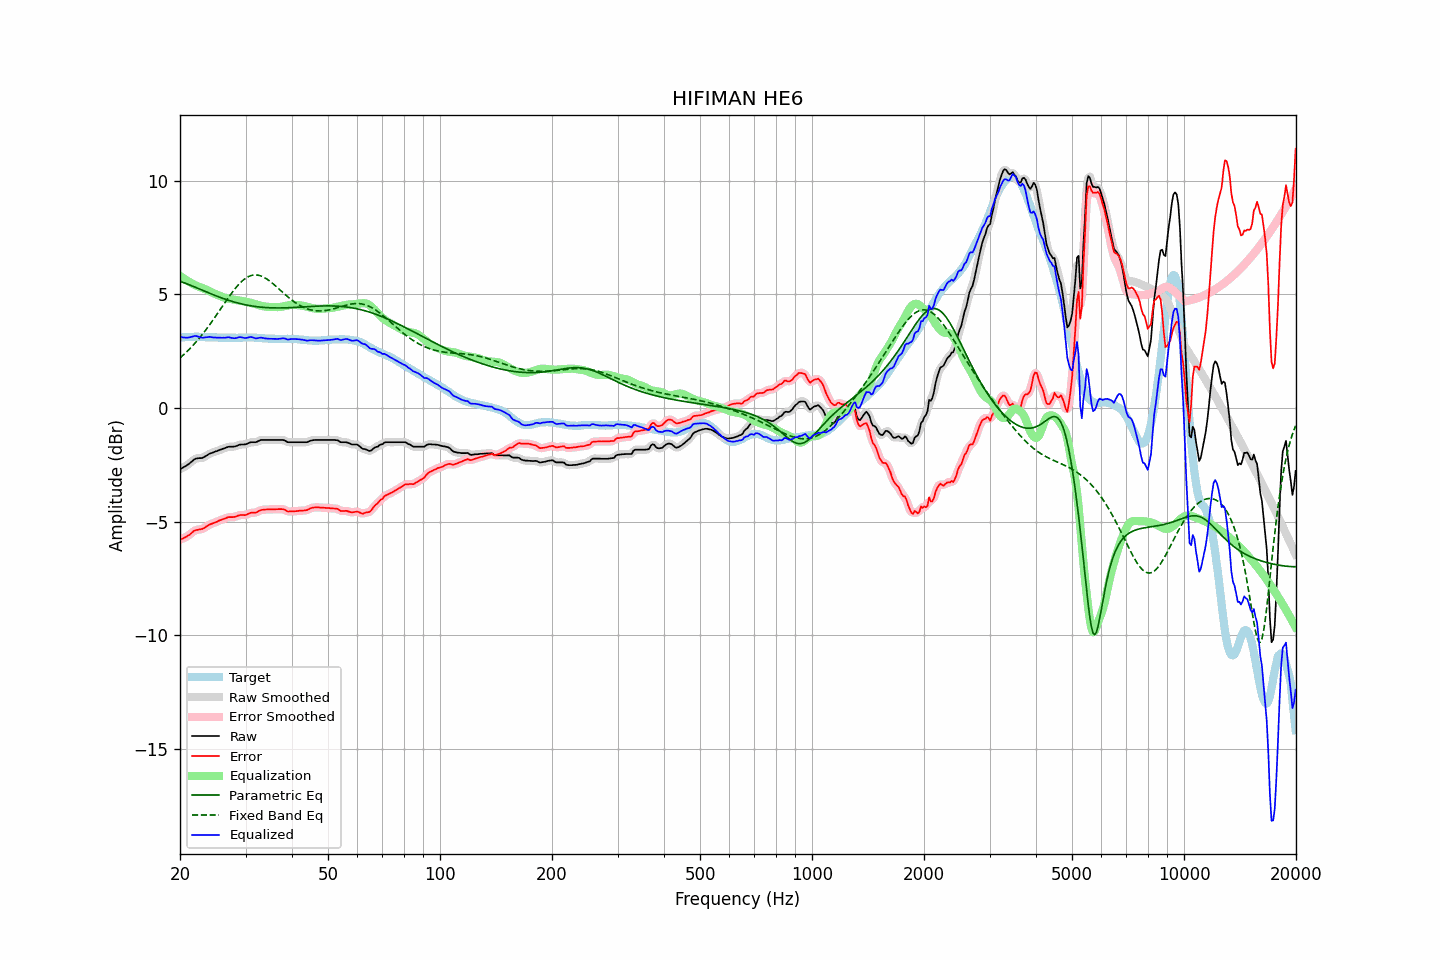 HIFIMAN HE6
Amplitude (dBr)
10
5
0
−5
−10
−15
Target
Raw Smoothed
Error Smoothed
Raw
Error
Equalization
Parametric Eq
Fixed Band Eq
Equalized
20 50 100 200 500 1000 2000 5000 10000 20000
Frequency (Hz)